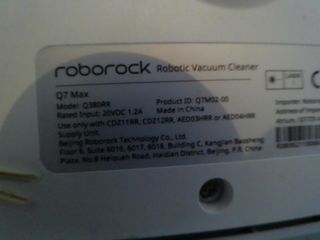 roborock Robotic Vacuum Cleaner
Q7 Max
Model: Q380RR Product ID: Q7M02-00
Rated Input: 20VDC 1.2A Made in China
Use only with CDZ11RR, CDZ12RR, AED03HRR or AED04HRR
Supply Unit.
Beijing Roborock Technology Co., Ltd.
Floor 6, Suite 6016, 6017, 6018, Building C, Kangjian Baosheng
Plaza, No.8 Heiquan Road, Haidian District, Beijing,